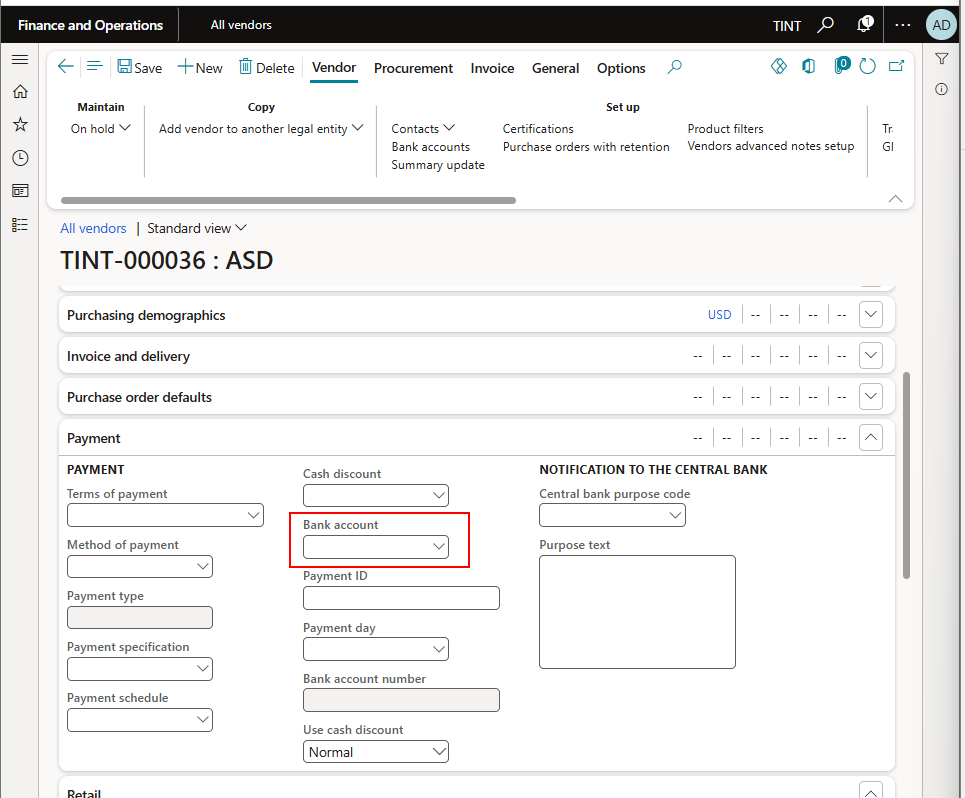 Finance and Operations All vendors TINT 1 ... AD
Save New Delete Vendor Procurement Invoice General Options 0
Maintain Copy Set up
On hold Add vendor to another legal entity Contacts Certifications Product filters Tr
Bank accounts Purchase orders with retention Vendors advanced notes setup Gl
Summary update
All vendors | Standard view
TINT-000036 : ASD
Purchasing demographics USD -- -- -- --
Invoice and delivery -- -- -- -- -- --
Purchase order defaults -- -- -- -- -- --
Payment -- -- -- -- -- --
PAYMENT
Terms of payment
Method of payment
Payment type
Payment specification
Payment schedule
Cash discount
Bank account
Payment ID
Payment day
Bank account number
Use cash discount
Normal
NOTIFICATION TO THE CENTRAL BANK
Central bank purpose code
Purpose text
Retail